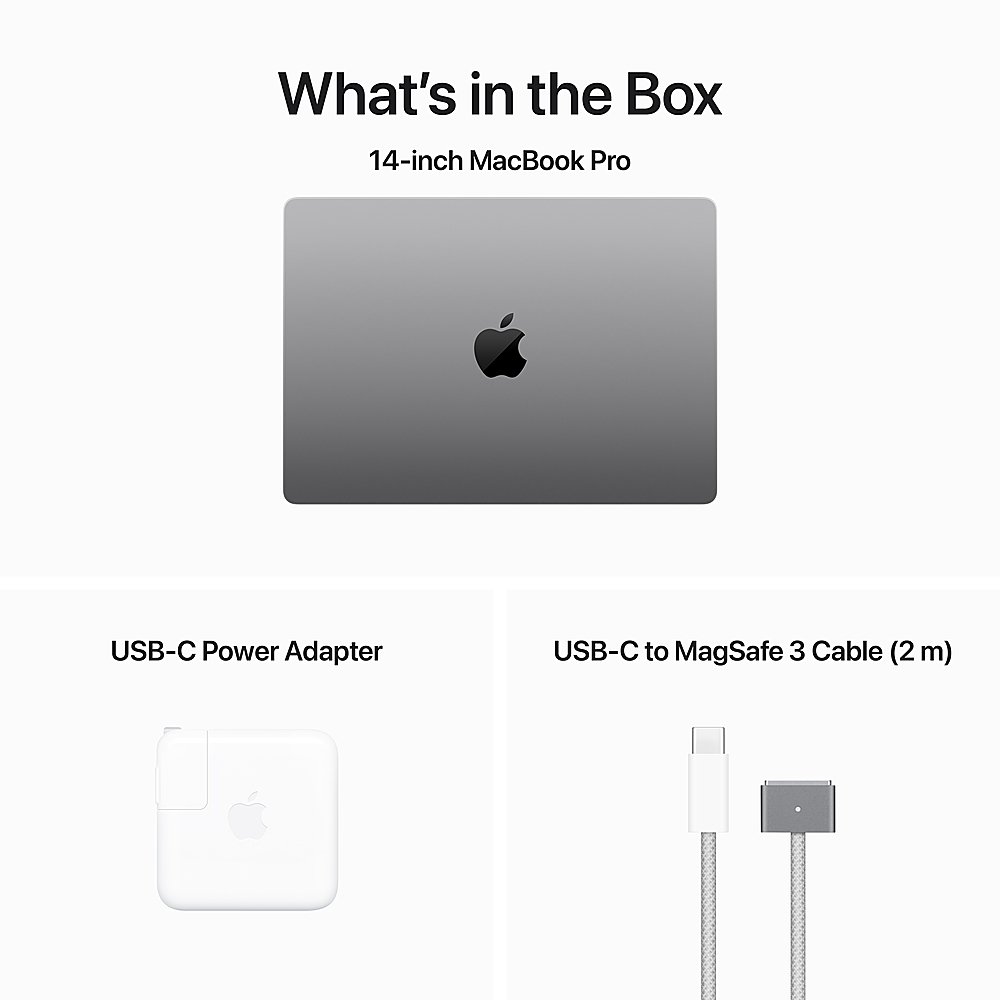 What’s in the Box
14-inch MacBook Pro
USB-C Power Adapter
USB-C to MagSafe 3 Cable (2 m)